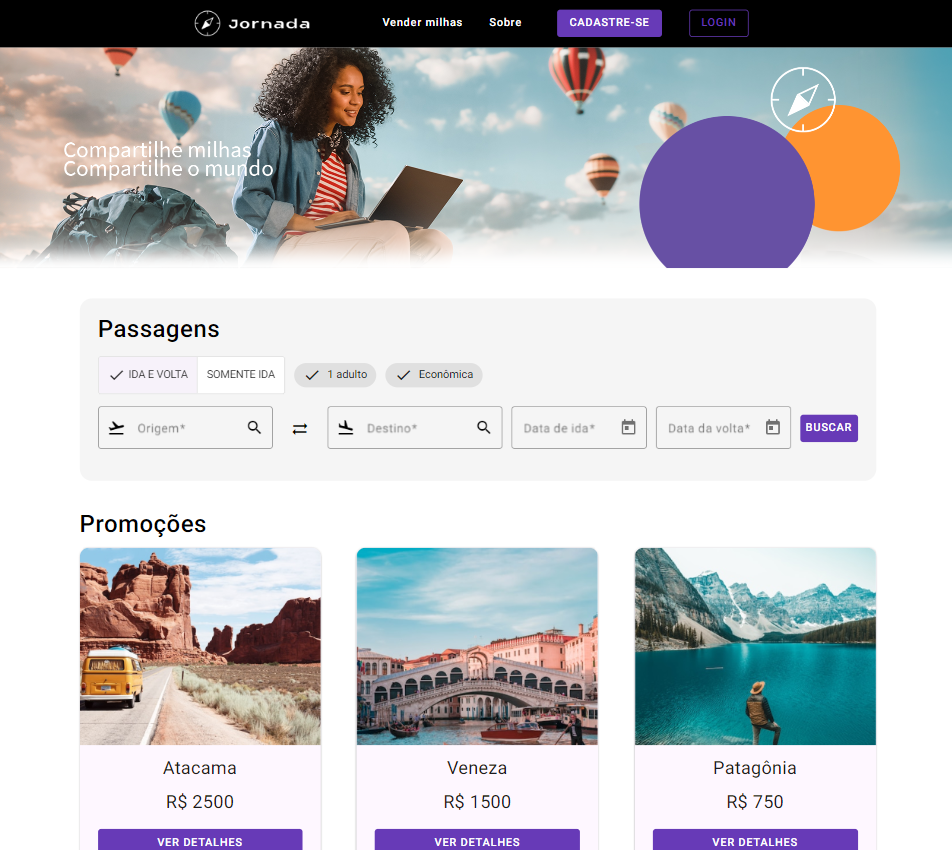 Jornada
Vender milhas
Sobre
CADASTRE-SE
LOGIN
Compartilhe milhas
Compartilhe o mundo
Passagens
IDA E VOLTA
SOMENTE IDA
1 adulto
Econômica
Origem*
Destino*
Data de ida*
Data da volta*
BUSCAR
Promoções
Atacama
R$ 2500
VER DETALHES
Veneza
R$ 1500
VER DETALHES
Patagônia
R$ 750
VER DETALHES